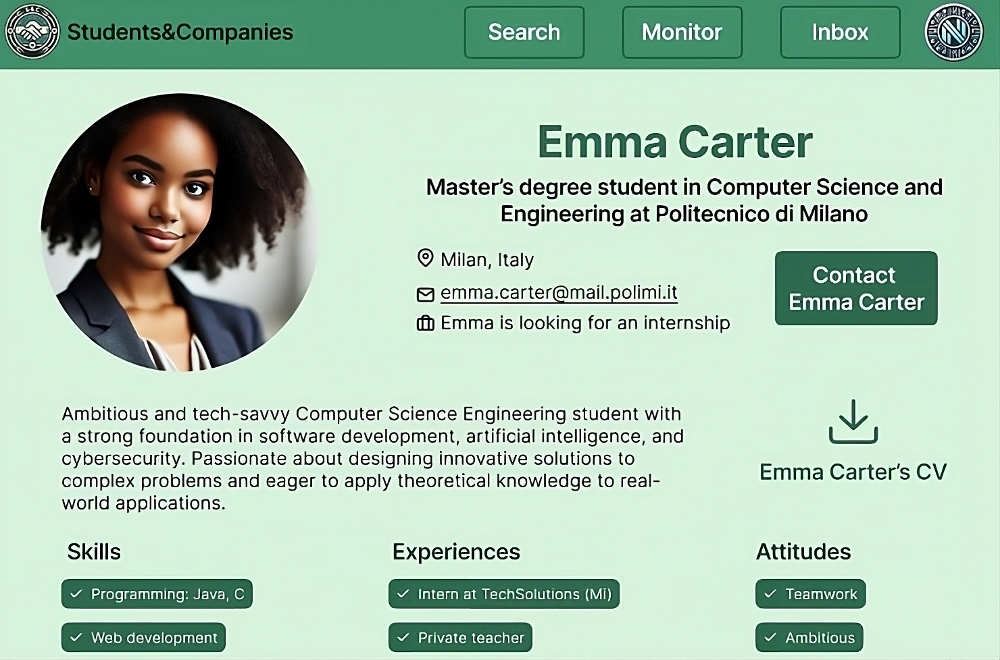 Students&Companies
Search
Monitor
Inbox
Emma Carter
Master’s degree student in Computer Science and
Engineering at Politecnico di Milano
Milan, Italy
emma.carter@mail.polimi.it
Emma is looking for an internship
Contact
Emma Carter
Ambitious and tech-savvy Computer Science Engineering student with
a strong foundation in software development, artificial intelligence, and
cybersecurity. Passionate about designing innovative solutions to
complex problems and eager to apply theoretical knowledge to real-
world applications.
Emma Carter’s CV
Skills
Programming: Java, C
Web development
Experiences
Intern at TechSolutions (Mi)
Private teacher
Attitudes
Teamwork
Ambitious